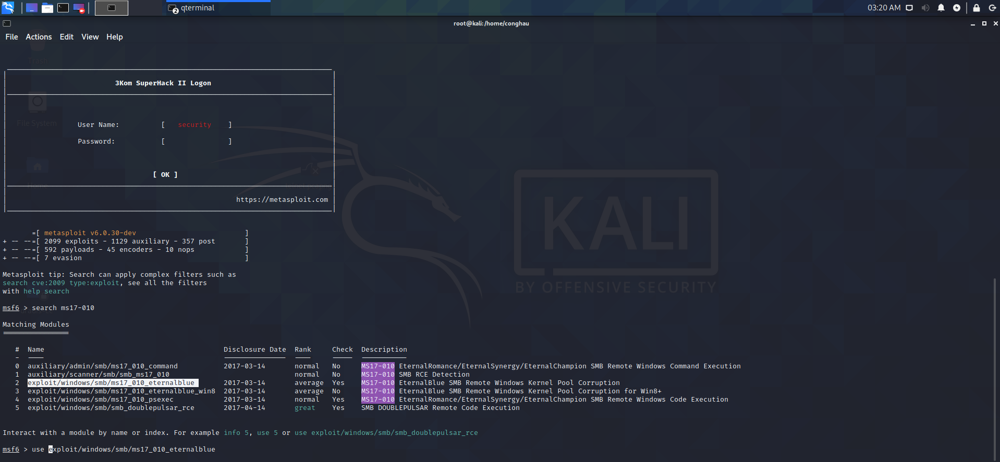 qterminal
2
03:20 AM
root@kali:/home/conghau
File Actions Edit View Help
Trash
File System
Home
3Kom SuperHack II Logon
User Name: [ security ]
Password: [ ]
[ OK ]
https://metasploit.com
=[ metasploit v6.0.30-dev ]
+ -- --=[ 2099 exploits - 1129 auxiliary - 357 post ]
+ -- --=[ 592 payloads - 45 encoders - 10 nops ]
+ -- --=[ 7 evasion ]
KALI
BY OFFENSIVE SECURITY
Metasploit tip: Search can apply complex filters such as
search cve:2009 type:exploit, see all the filters
with help search
msf6 > search ms17-010
Matching Modules
================
# Name Disclosure Date Rank Check Description
- ---- --------------- ---- ----- -----------
0 auxiliary/admin/smb/ms17_010_command 2017-03-14 normal No MS17-010 EternalRomance/EternalSynergy/EternalChampion SMB Remote Windows Command Execution
1 auxiliary/scanner/smb/smb_ms17_010 normal No MS17-010 SMB RCE Detection
2 exploit/windows/smb/ms17_010_eternalblue 2017-03-14 average Yes MS17-010 EternalBlue SMB Remote Windows Kernel Pool Corruption
3 exploit/windows/smb/ms17_010_eternalblue_win8 2017-03-14 average No MS17-010 EternalBlue SMB Remote Windows Kernel Pool Corruption for Win8+
4 exploit/windows/smb/ms17_010_psexec 2017-03-14 normal Yes MS17-010 EternalRomance/EternalSynergy/EternalChampion SMB Remote Windows Code Execution
5 exploit/windows/smb/smb_doublepulsar_rce 2017-04-14 great Yes SMB DOUBLEPULSAR Remote Code Execution
Interact with a module by name or index. For example info 5, use 5 or use exploit/windows/smb/smb_doublepulsar_rce
msf6 > use exploit/windows/smb/ms17_010_eternalblue